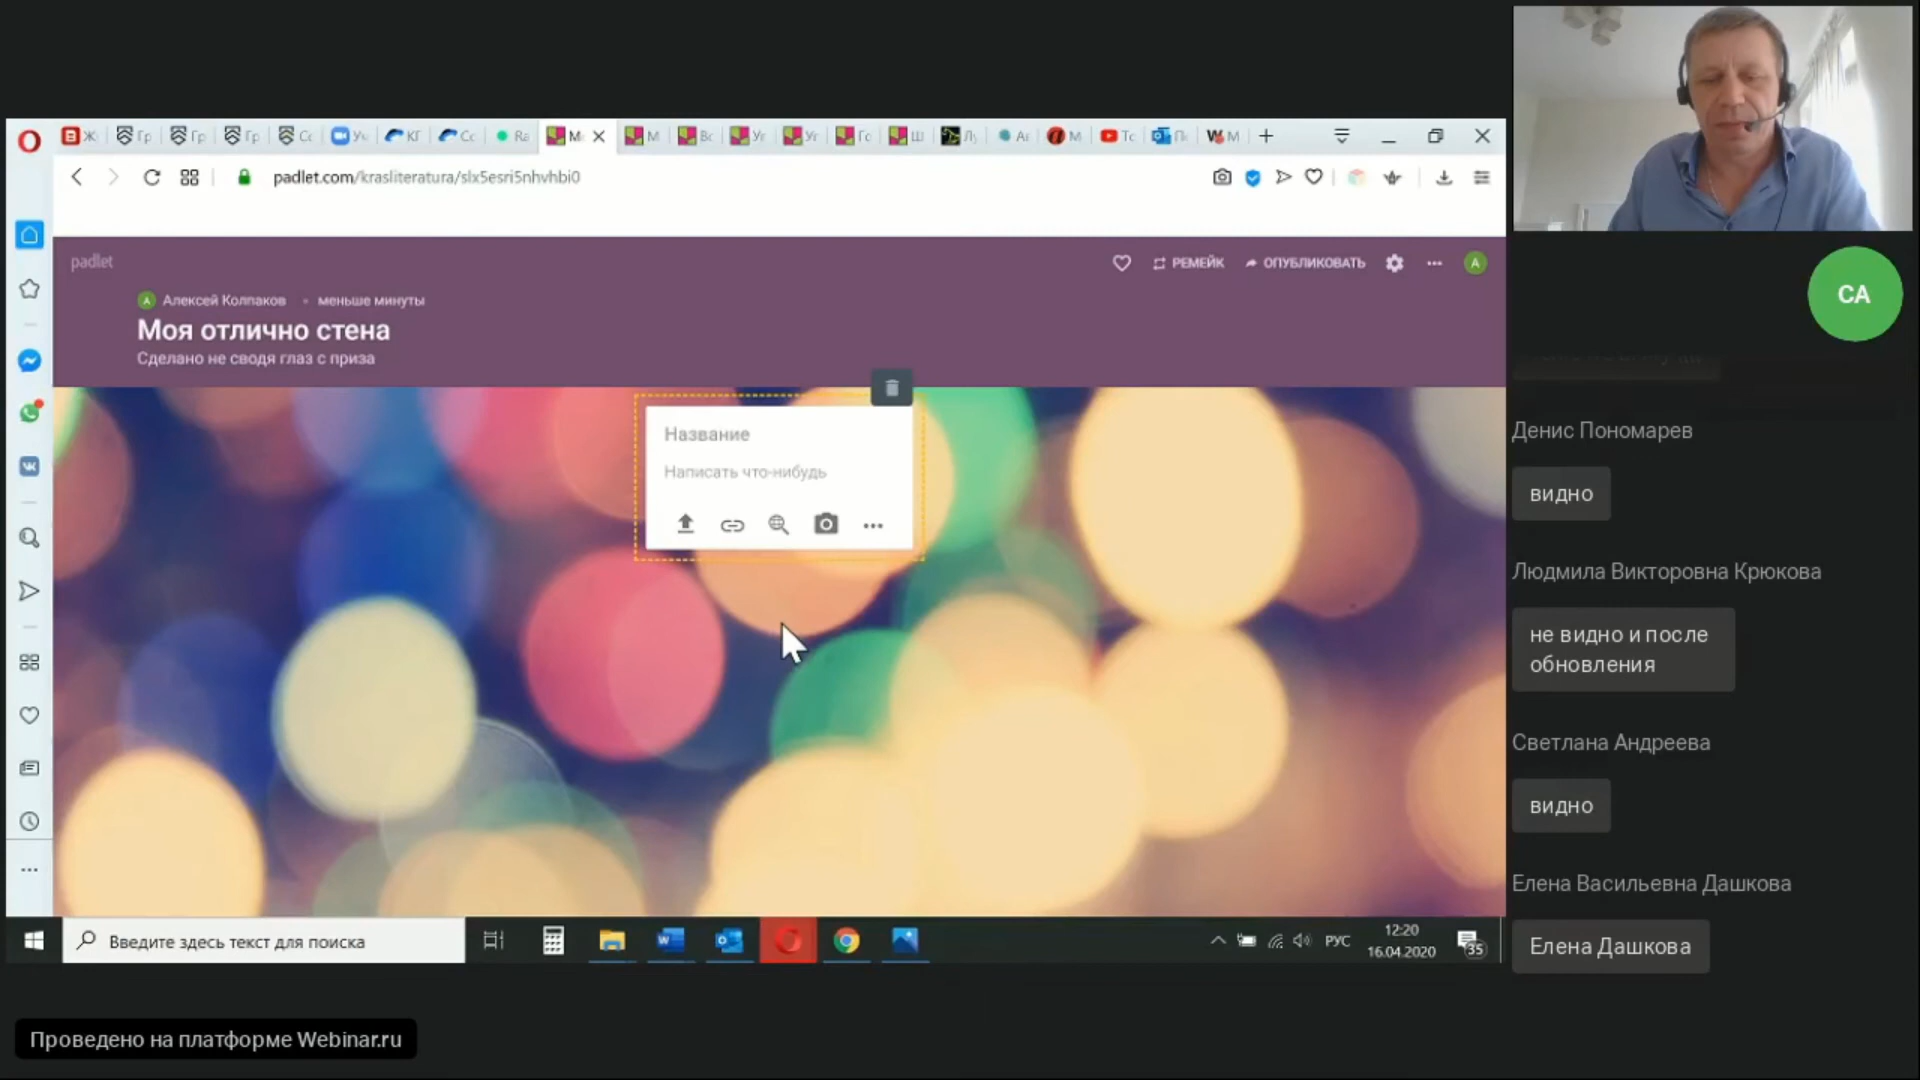 padlet.com/krasliteratura/slx5esri5nhvhbi0
padlet
РЕМЕЙК
ОПУБЛИКОВАТЬ
A
A Алексей Колпаков • меньше минуты
Моя отлично стена
Сделано не сводя глаз с приза
Название
Написать что-нибудь
Введите здесь текст для поиска
РУС
12:20
16.04.2020
35
Проведено на платформе Webinar.ru
CA
Денис Пономарев
видно
Людмила Викторовна Крюкова
не видно и после
обновления
Светлана Андреева
видно
Елена Васильевна Дашкова
Елена Дашкова